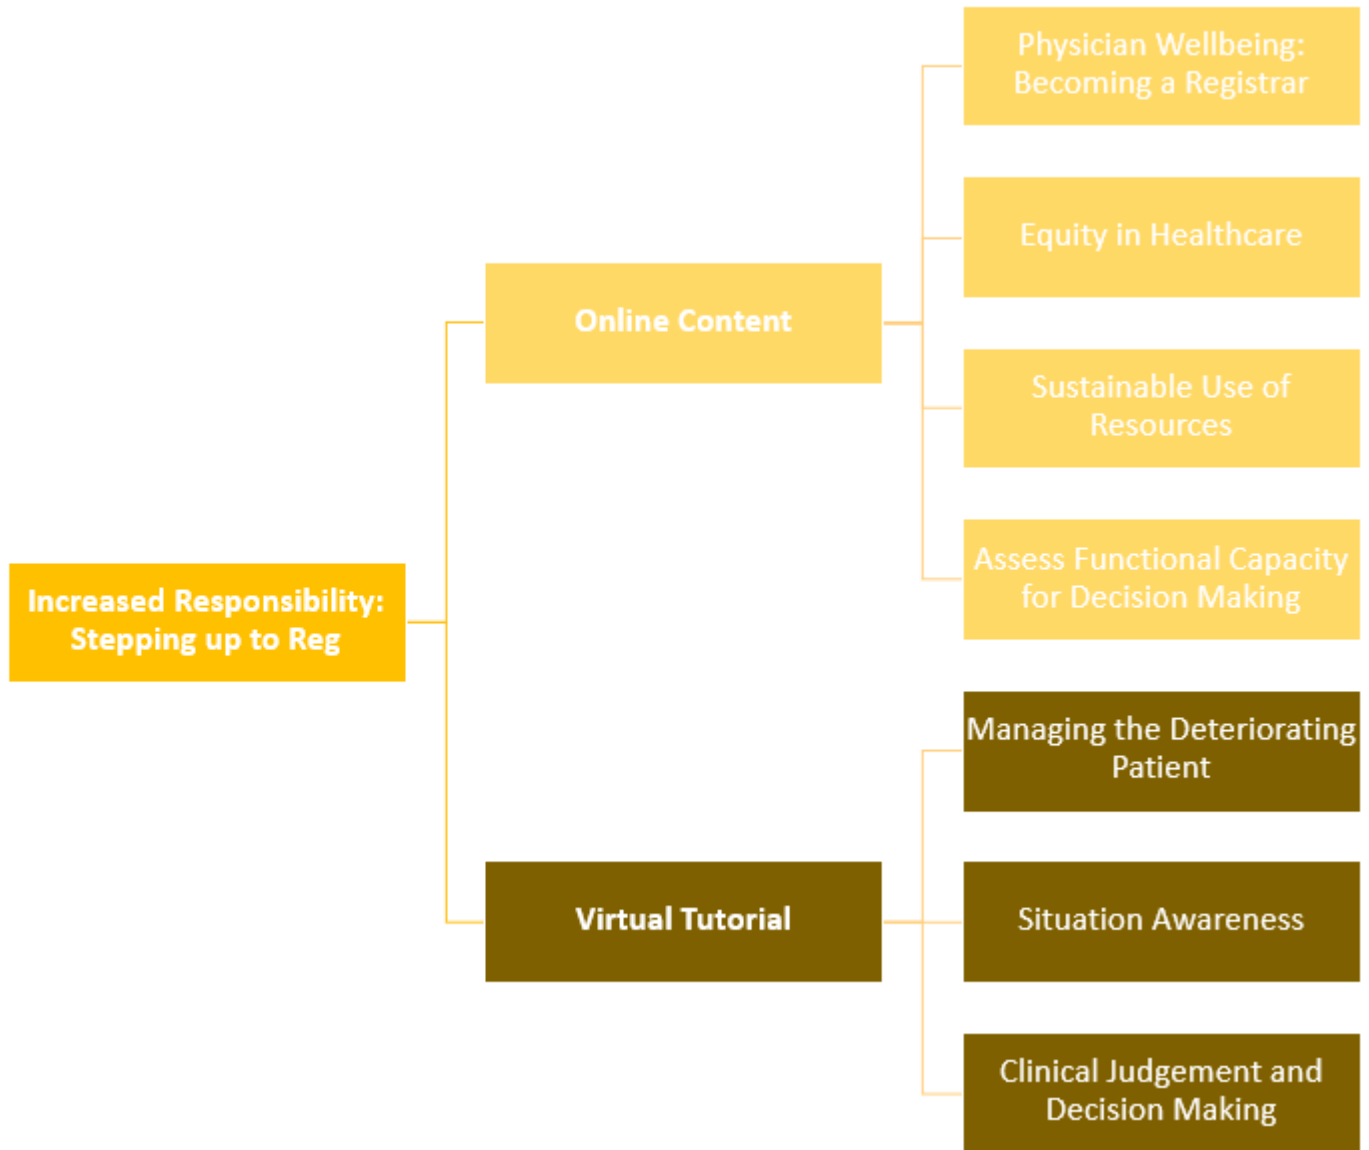 Physician Wellbeing:
Becoming a Registrar
Equity in Healthcare
Online Content
Sustainable Use of
Resources
Assess Functional Capacity
for Decision Making
Increased Responsibility:
Stepping up to Reg
Managing the Deteriorating
Patient
Virtual Tutorial
Situation Awareness
Clinical Judgement and
Decision Making